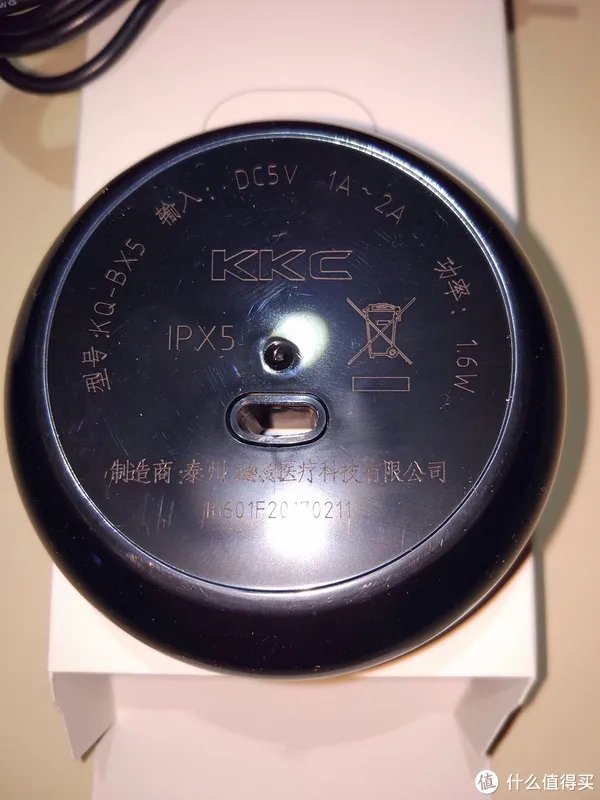 型号:KQ-BX5 输入: DC5V 1A~2A 功率: 1.6W
KKC
IPX5
制造商:泰州 医疗科技有限公司
值 什么值得买